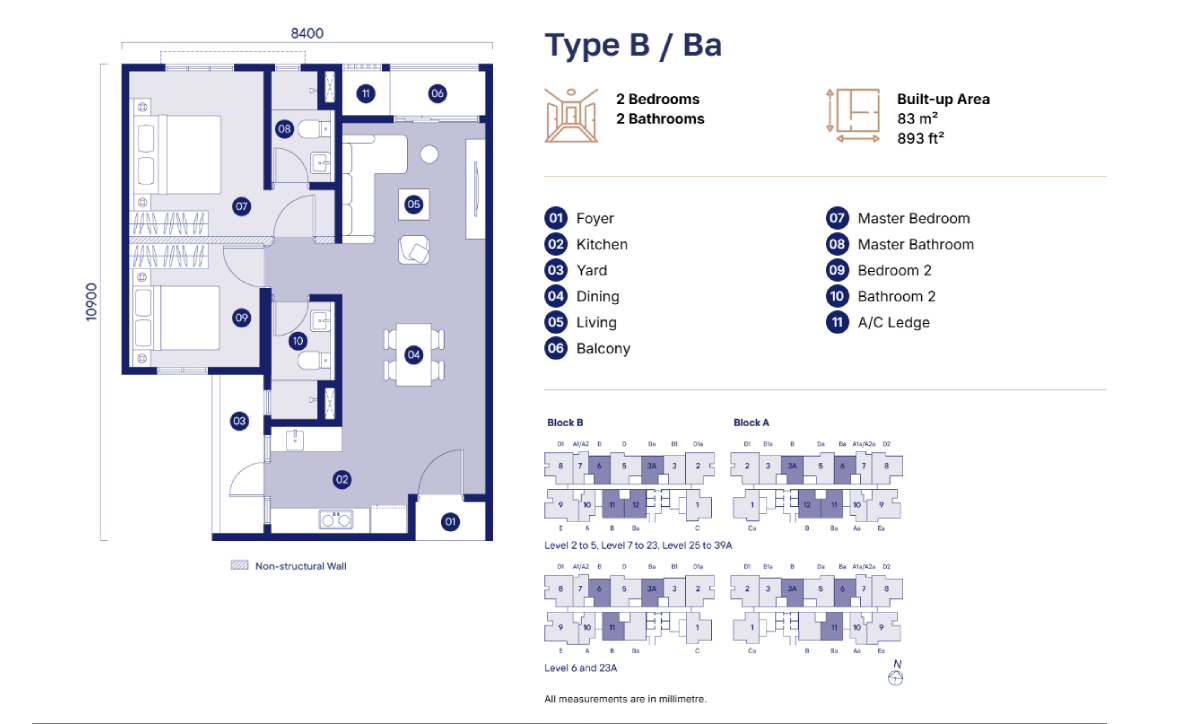 8400
10900
11
06
08
07
05
09
10
04
03
02
01
Non-structural Wall
Type B / Ba
2 Bedrooms
2 Bathrooms
Built-up Area
83 m²
893 ft²
01 Foyer
02 Kitchen
03 Yard
04 Dining
05 Living
06 Balcony
07 Master Bedroom
08 Master Bathroom
09 Bedroom 2
10 Bathroom 2
11 A/C Ledge
Block B
D1 A1/A2 B D Ba B1 D1a
8 7 6 5 3A 3 2
9 10 11 12 1
E A B Ba C
Block A
D1 B1a B Da Ba A1a/A2a D2
2 3 3A 5 6 7 8
1 12 11 10 9
Ca B Ba Aa Ea
Level 2 to 5, Level 7 to 23, Level 25 to 39A
D1 A1/A2 B D Ba B1 D2
8 7 6 5 3A 3 2
9 10 11 1
E A B Ba C
D1 B1a B Da Ba A1a/A2a D2
2 3 3A 5 6 7 8
1 11 10 9
Ca B Ba Aa Ea
Level 6 and 23A
N
All measurements are in millimetre.